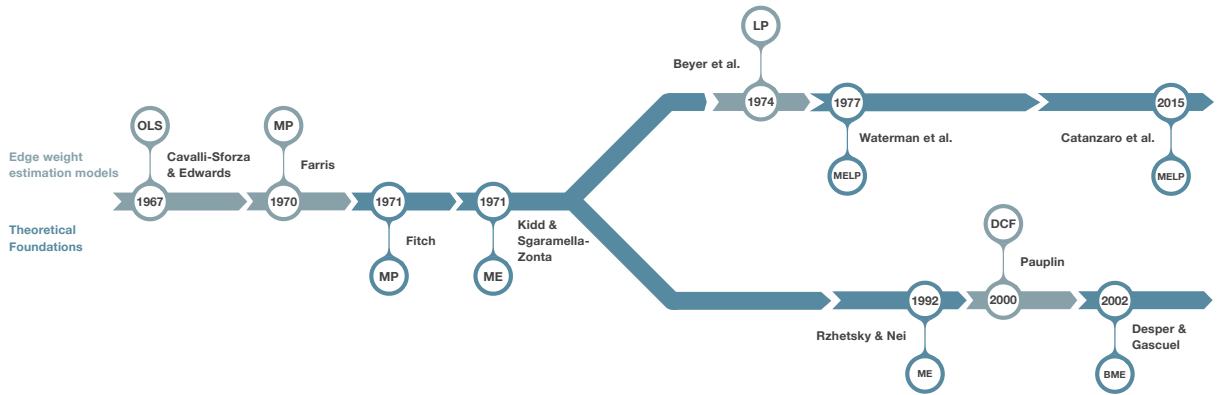 Edge weight
estimation models
Theoretical
Foundations
OLS
Cavalli-Sforza
& Edwards
1967
MP
Farris
1970
1971
Fitch
MP
1971
Kidd &
Sgaramella-
Zonta
ME
LP
Beyer et al.
1974
1977
Waterman et al.
MELP
2015
Catanzaro et al.
MELP
1992
Rzhetsky & Nei
ME
DCF
Pauplin
2000
2002
Desper &
Gascuel
BME